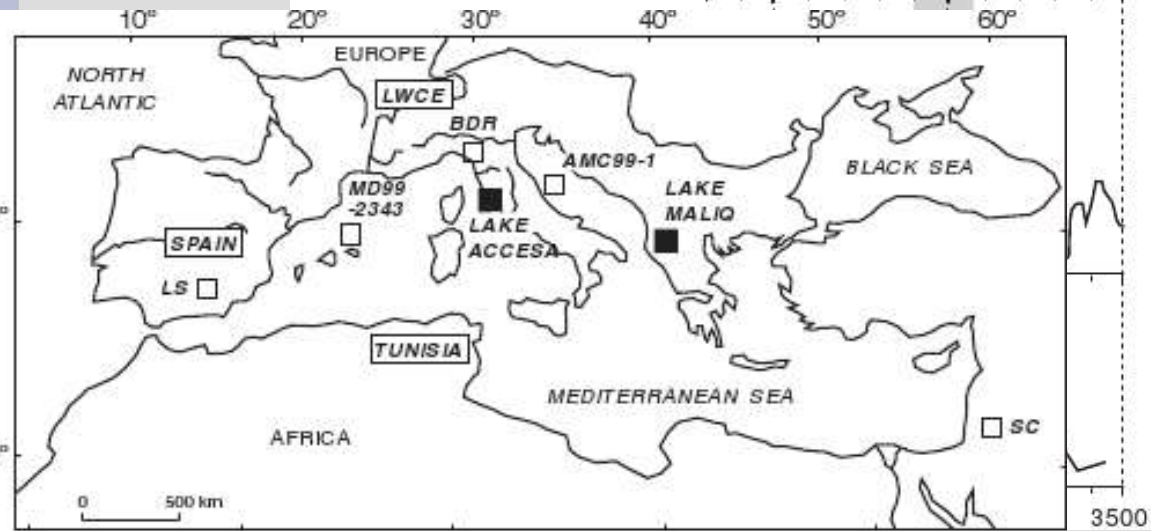 10° 20° 30° 40° 50° 60°
NORTH
ATLANTIC
EUROPE
LWCE
BDR
AMC99-1
BLACK SEA
MD99
-2343
LAKE
MALIQ
LAKE
ACCESA
SPAIN
LS
TUNISIA
MEDITERRANEAN SEA
AFRICA
SC
0 500 km
3500